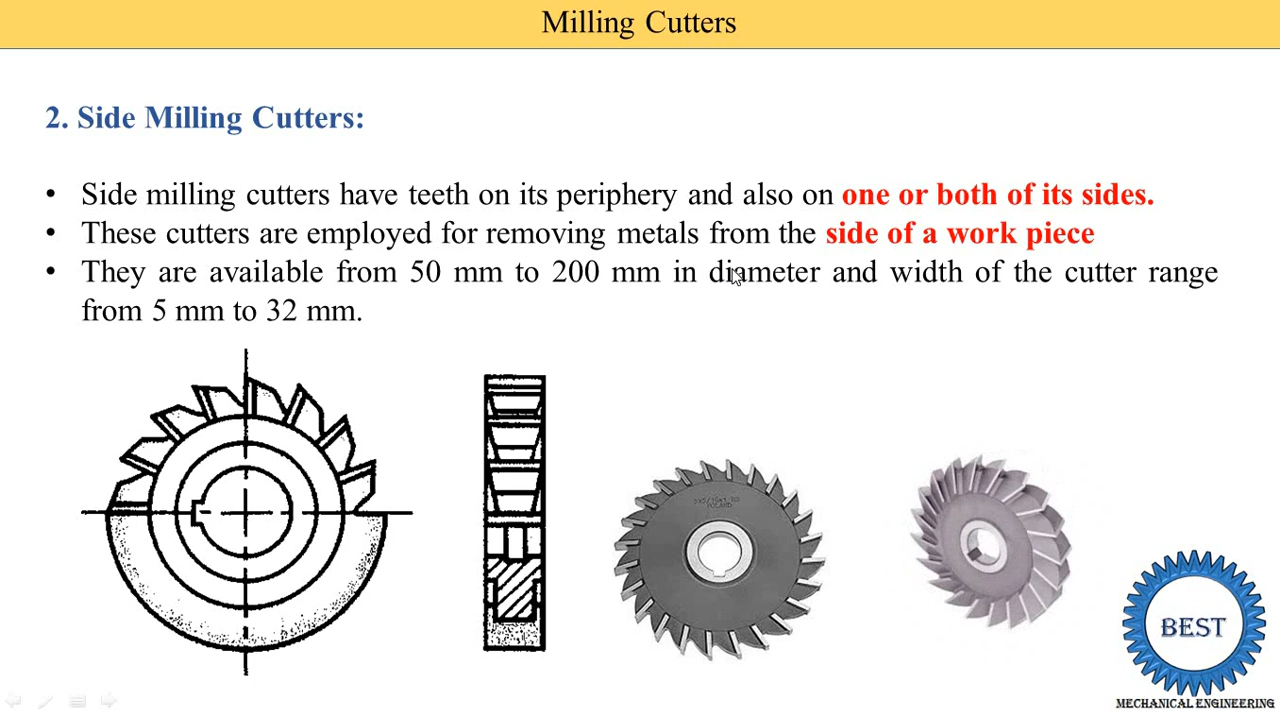 Milling Cutters
2. Side Milling Cutters:
• Side milling cutters have teeth on its periphery and also on one or both of its sides.
• These cutters are employed for removing metals from the side of a work piece
• They are available from 50 mm to 200 mm in diameter and width of the cutter range
from 5 mm to 32 mm.
POLAND
BEST
MECHANICAL ENGINEERING